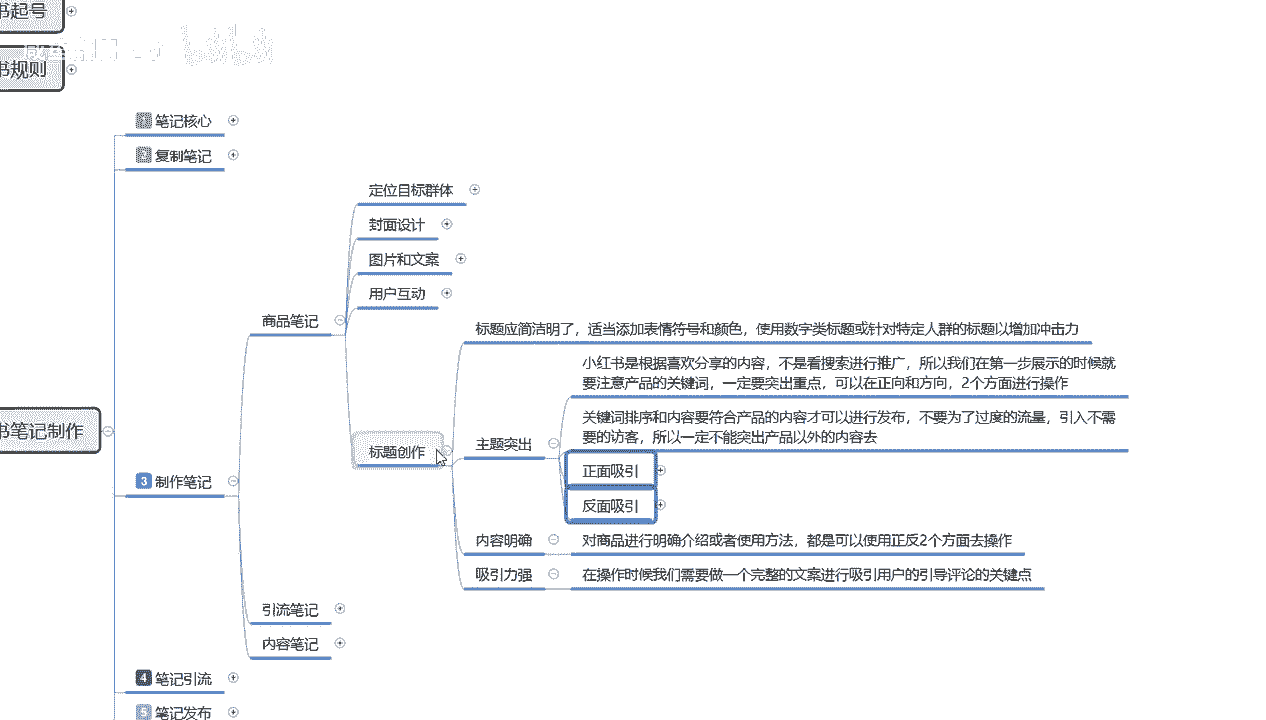 书起号
书规则
1 笔记核心
2 复制笔记
定位目标群体
封面设计
图片和文案
用户互动
商品笔记
标题应简洁明了，适当添加表情符号和颜色，使用数字类标题或针对特定人群的标题以增加冲击力
小红书是根据喜欢分享的内容，不是看搜索进行推广，所以我们在第一步展示的时候就
要注意产品的关键词，一定要突出重点，可以在正向和方向，2个方面进行操作
关键词排序和内容要符合产品的内容才可以进行发布，不要为了过度的流量，引入不需
要的访客，所以一定不能突出产品以外的内容去
书笔记制作
标题创作
主题突出
正面吸引
3 制作笔记
反面吸引
内容明确
对商品进行明确介绍或者使用方法，都是可以使用正反2个方面去操作
吸引力强
在操作时候我们需要做一个完整的文案进行吸引用户的引导评论的关键点
引流笔记
内容笔记
4 笔记引流
5 笔记发布